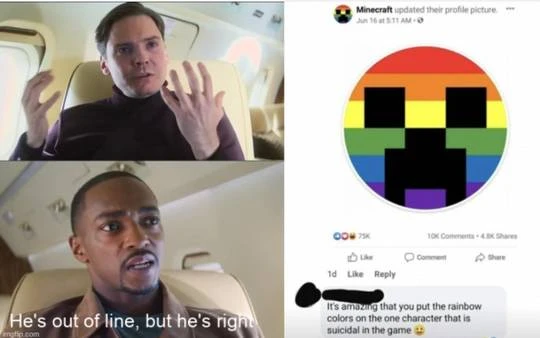 He's out of line, but he's right
imgflip.com
Minecraft updated their profile picture.
Jun 16 at 5:11 AM ·
75K
10K Comments • 4.8K Shares
Like
Comment
Share
1d Like Reply
It's amazing that you put the rainbow
colors on the one character that is
suicidal in the game 😀